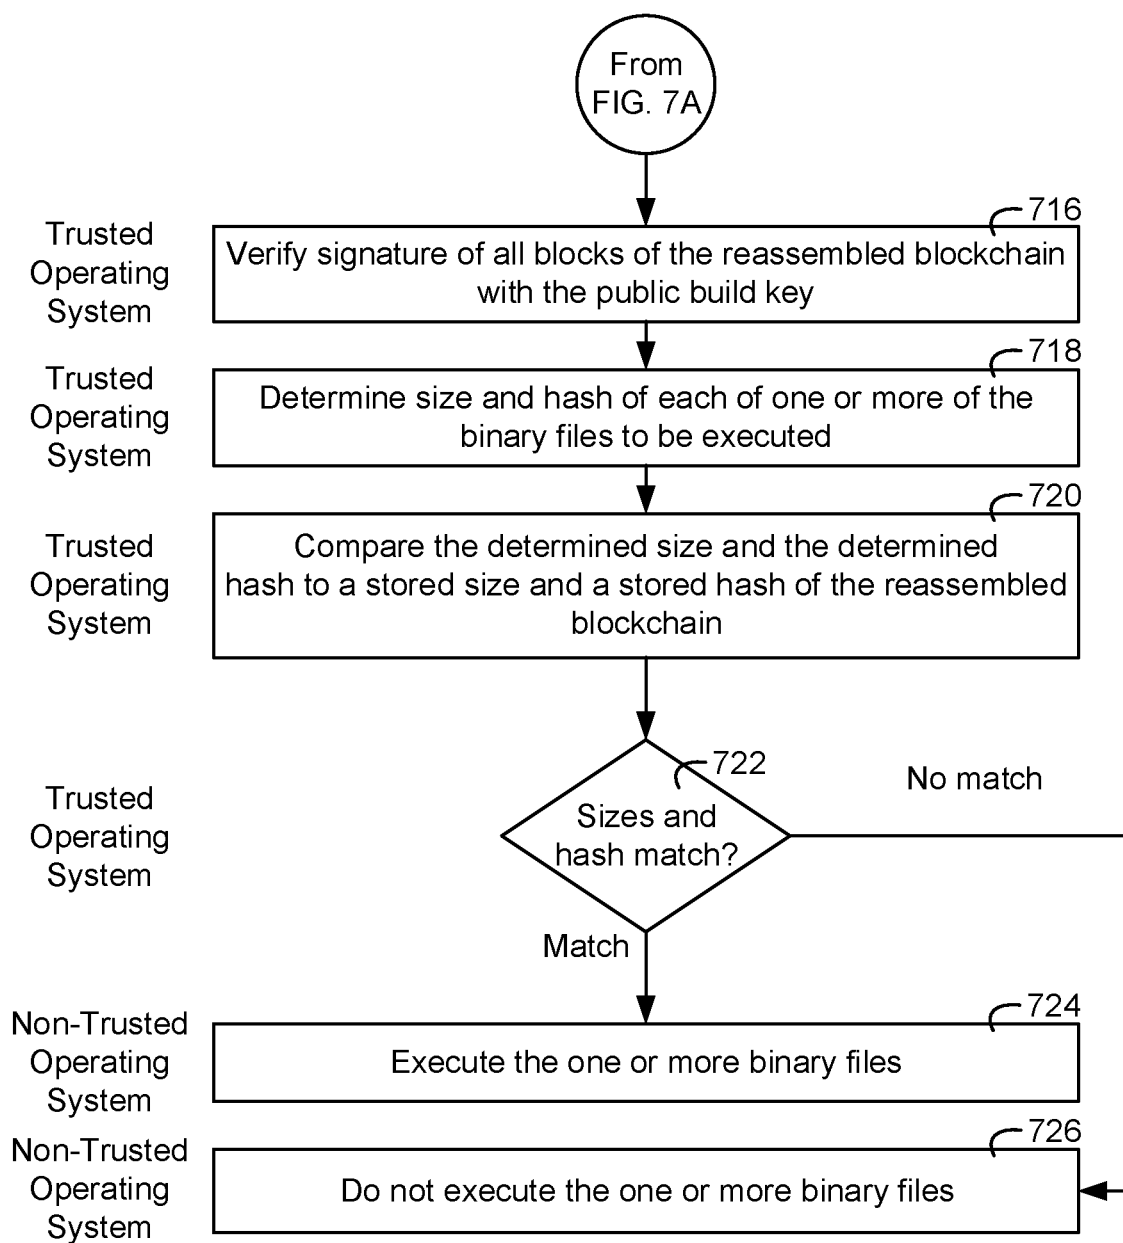 From
FIG. 7A
716
Trusted
Operating
System
Verify signature of all blocks of the reassembled blockchain
with the public build key
718
Trusted
Operating
System
Determine size and hash of each of one or more of the
binary files to be executed
720
Trusted
Operating
System
Compare the determined size and the determined
hash to a stored size and a stored hash of the reassembled
blockchain
722
No match
Trusted
Operating
System
Sizes and
hash match?
Match
724
Non-Trusted
Operating
System
Execute the one or more binary files
726
Non-Trusted
Operating
System
Do not execute the one or more binary files